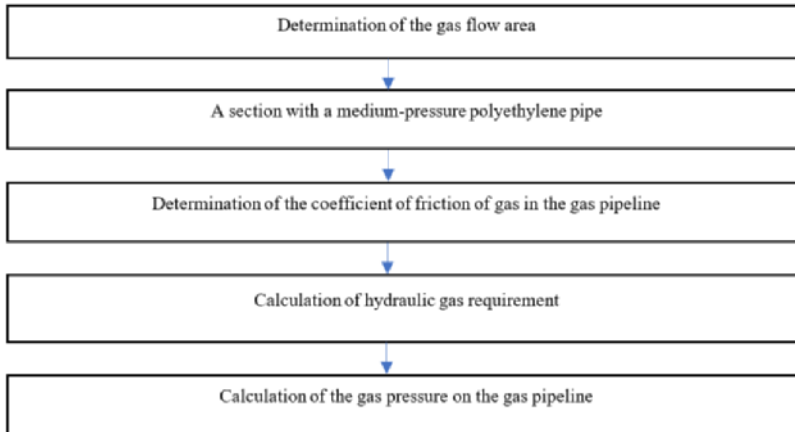 Determination of the gas flow area
A section with a medium-pressure polyethylene pipe
Determination of the coefficient of friction of gas in the gas pipeline
Calculation of hydraulic gas requirement
Calculation of the gas pressure on the gas pipeline